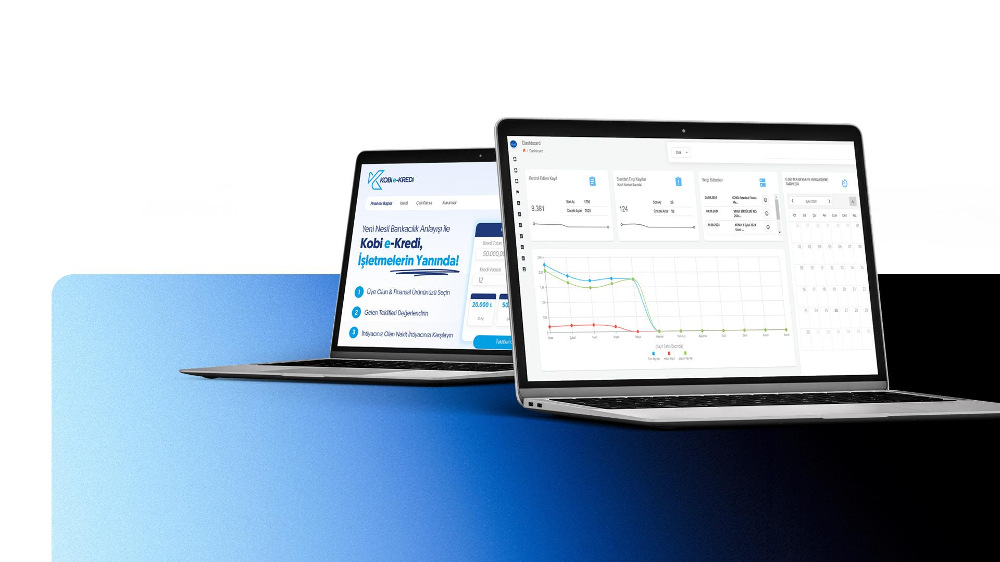 KOBi e-KREDi
Finansal Rapor Kredi Çek-Fatura Kurumsal
Yeni Nesil Bankacılık Anlayışı ile
Kobi e-Kredi,
İşletmelerin Yanında!
1 Üye Olun & Finansal Ürününüzü Seçin
2 Gelen Teklifleri Değerlendirin
3 İhtiyacınız Olan Nakit İhtiyacınızı Karşılayın
Kredi Tutarı
50.000,00
Kredi Vadesi
12
20.000 ₺ 50.
12 Ay 24
Teklifleri
Dashboard
/ Dashboard
2024
Kontrol Edilen Kayıt
9.381
Son Ay 1756
Önceki Aylar 7625
Standart Dışı Kayıtlar
(Kayıt Kombini Bazında)
124
Son Ay 26
Önceki Aylar 98
Vergi Bültenleri
26.09.2024 KONU: İstanbul Finans
Me...
04.09.2024 VERGİ SİRKÜLERİ NO:
2024...
29.08.2024 KONU: 6 Eylül 2024
Günü ...
E-DEFTER BEYAN VE VERGI ODEME
TARIHLERI
Eylül 2024 Ay
Pzt Sal Çar Per Cum Cmt Paz
26 27 28 29 30 31 01
02 03 04 05 06 07 08
09 10 11 12 13 14 15
16 17 18 19 20 21 22
23 24 25 26 27 28 29
30 01 02 03 04 05 06
2,5K
2,0K
1,5K
1,0K
500
0
Ocak Şubat Mart Nisan Mayıs Haziran Temmuz Ağustos Eylül Ekim Kasım Aralık
(Kayıt Satırı Bazında)
Tüm Kayıtlar Hatalı Kayıt Uygun Kayıtlar